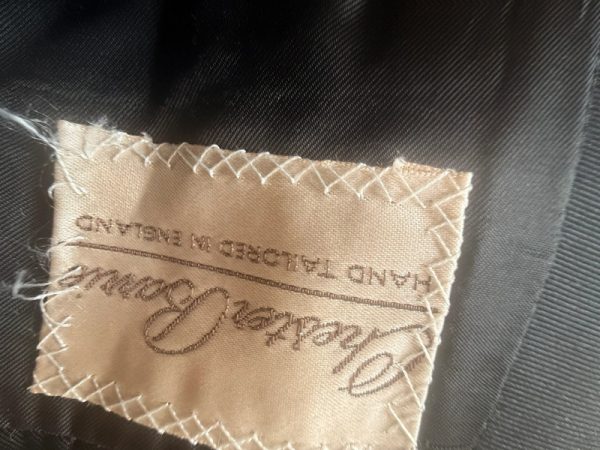 Chester Barrie
HAND TAILORED IN ENGLAND